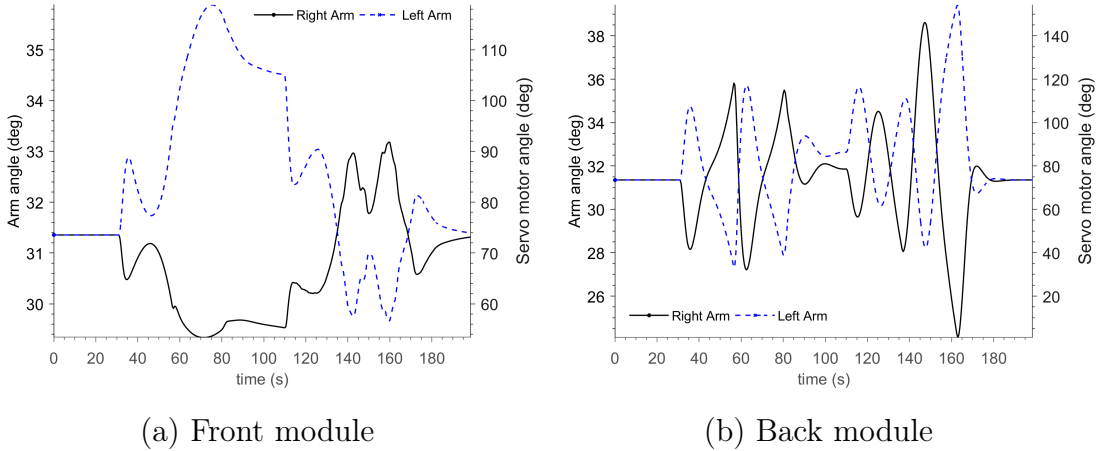 Right Arm Left Arm
35
34
33
32
31
30
110
100
90
80
70
60
Arm angle (deg)
Servo motor angle (deg)
0 20 40 60 80 100 120 140 160 180
time (s)
(a) Front module
38
36
34
32
30
28
26
140
120
100
80
60
40
20
Arm angle (deg)
Servo motor angle (deg)
Right Arm Left Arm
0 20 40 60 80 100 120 140 160 180
time (s)
(b) Back module